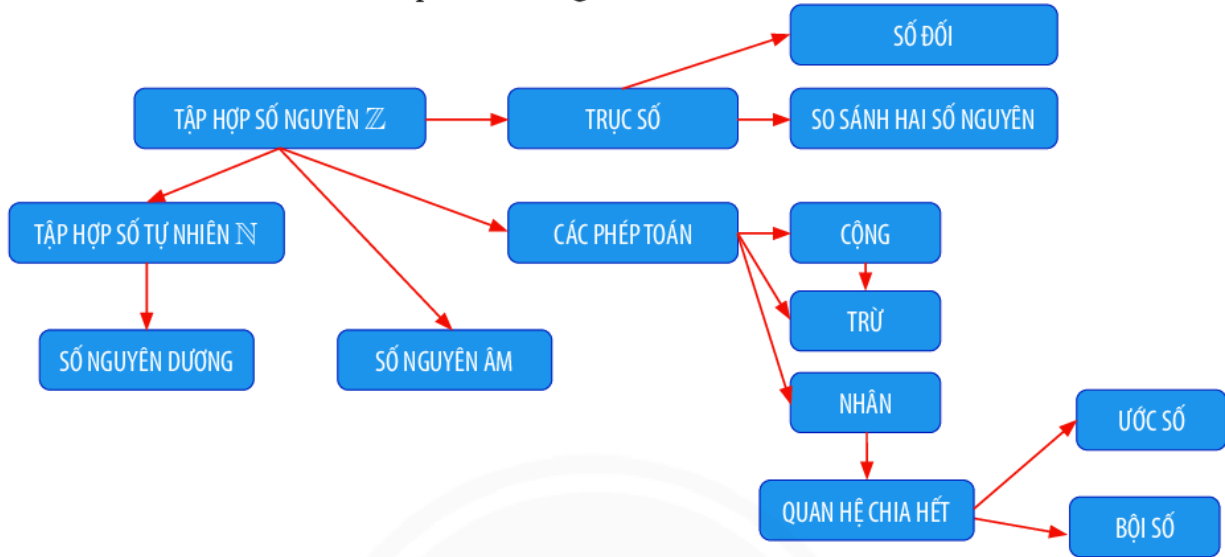 SỐ ĐỐI
TẬP HỢP SỐ NGUYÊN ℤ
TRỤC SỐ
SO SÁNH HAI SỐ NGUYÊN
TẬP HỢP SỐ TỰ NHIÊN ℕ
CÁC PHÉP TOÁN
CỘNG
TRỪ
SỐ NGUYÊN DƯƠNG
SỐ NGUYÊN ÂM
NHÂN
ƯỚC SỐ
QUAN HỆ CHIA HẾT
BỘI SỐ